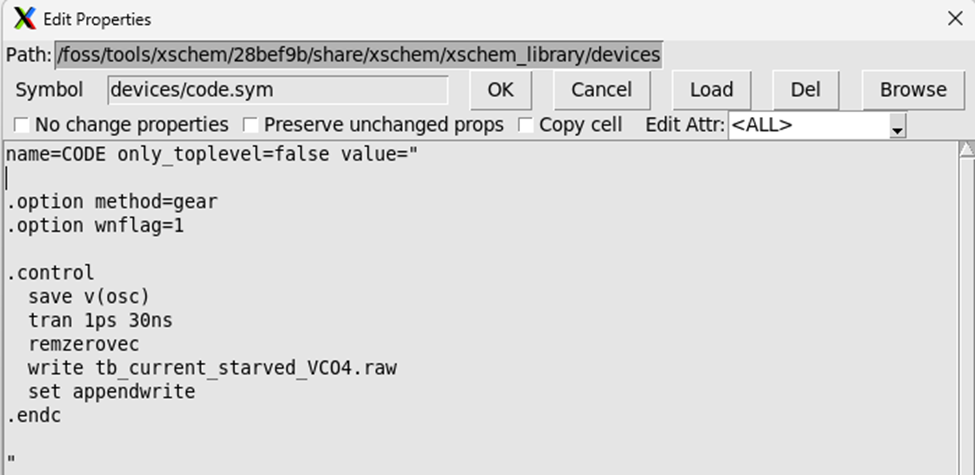 Edit Properties
Path: /foss/tools/xschem/28bef9b/share/xschem/xschem_library/devices
Symbol devices/code.sym OK Cancel Load Del Browse
No change properties Preserve unchanged props Copy cell Edit Attr: <ALL>
name=CODE only_toplevel=false value="
.option method=gear
.option wnflag=1
.control
save v(osc)
tran 1ps 30ns
remzerovec
write tb_current_starved_VCO4.raw
set appendwrite
.endc
"